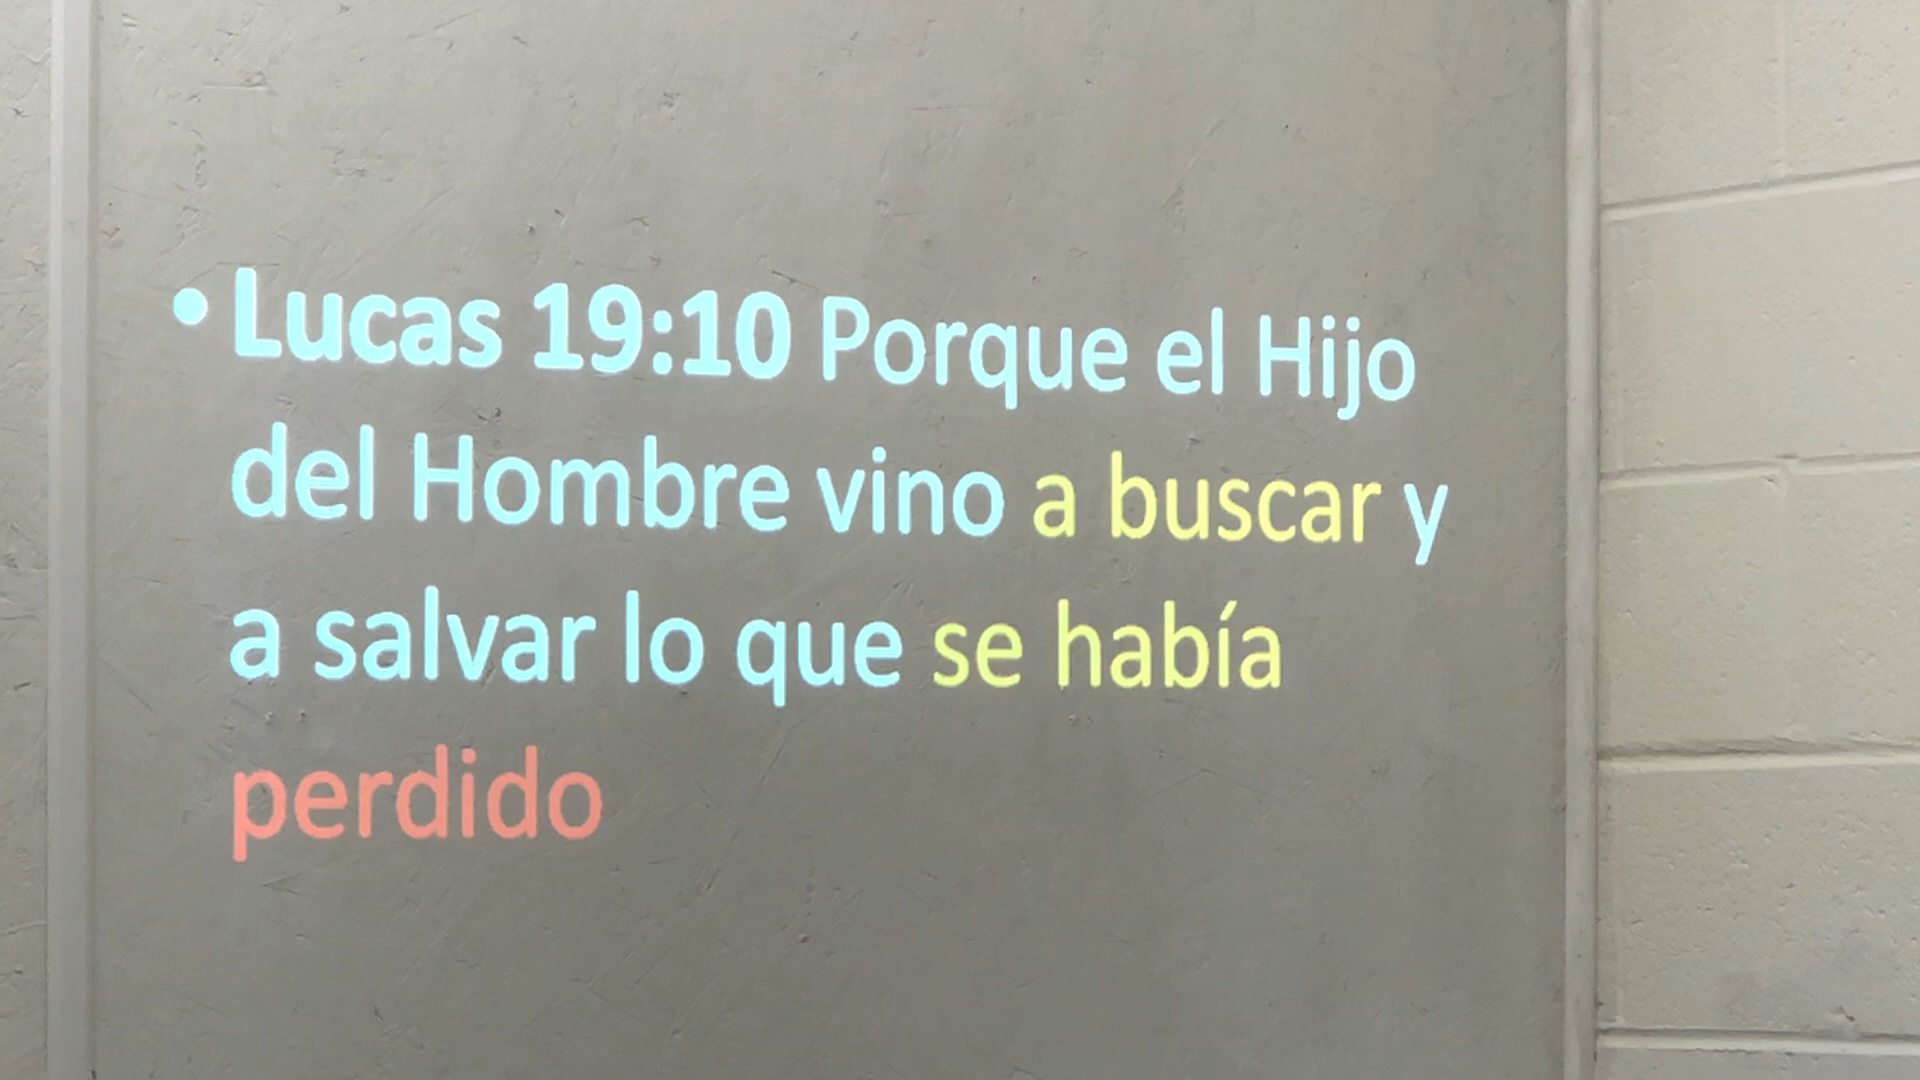 • Lucas 19:10 Porque el Hijo
del Hombre vino a buscar y
a salvar lo que se había
perdido